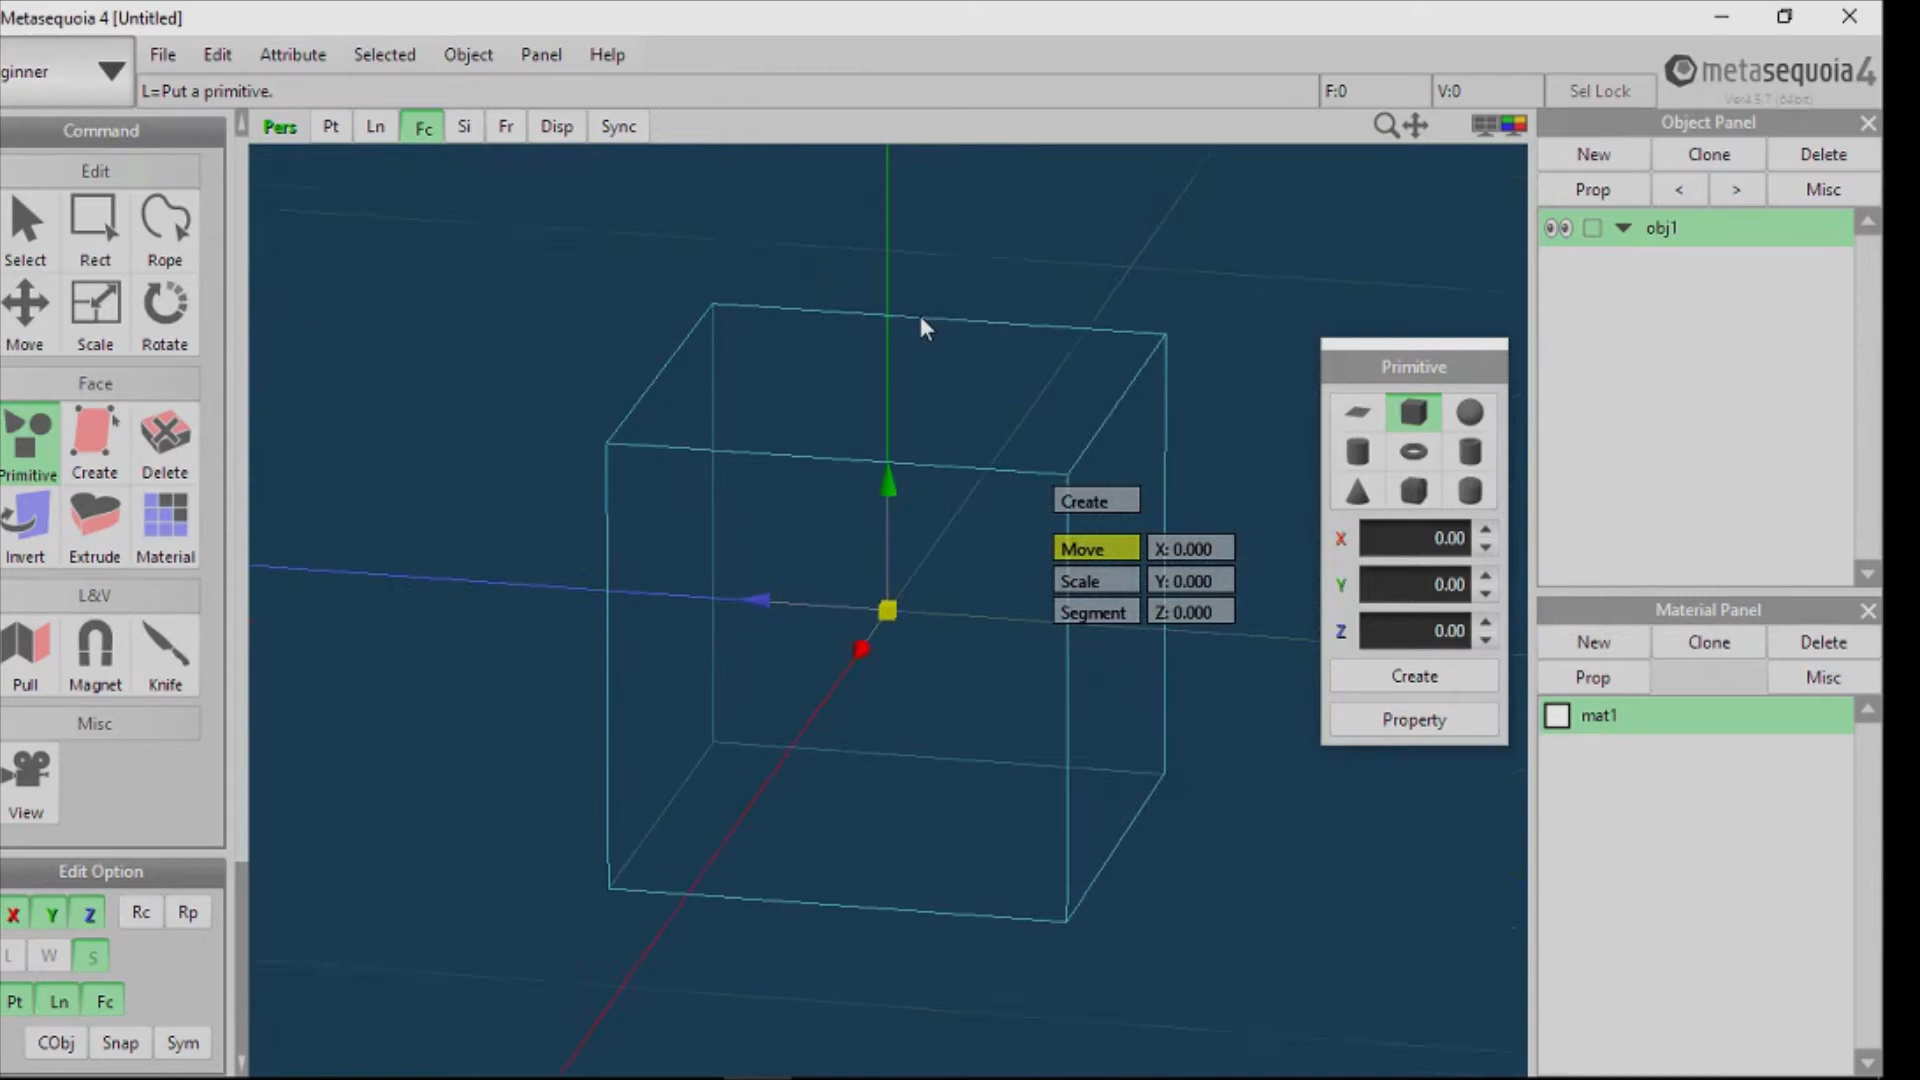 Metasequoia 4 [Untitled]
ginner
File Edit Attribute Selected Object Panel Help
L=Put a primitive.
F:0
V:0
Sel Lock
metasequoia4
Ver4.5.7 (64bit)
Command
Edit
Select Rect Rope
Move Scale Rotate
Face
Primitive Create Delete
Invert Extrude Material
L&V
Pull Magnet Knife
Misc
View
Edit Option
X Y Z Rc Rp
L W S
Pt Ln Fc
CObj Snap Sym
Pers Pt Ln Fc Si Fr Disp Sync
Create
Move X: 0.000
Scale Y: 0.000
Segment Z: 0.000
Primitive
X 0.00
Y 0.00
Z 0.00
Create
Property
Object Panel
New Clone Delete
Prop < > Misc
obj1
Material Panel
New Clone Delete
Prop Misc
mat1